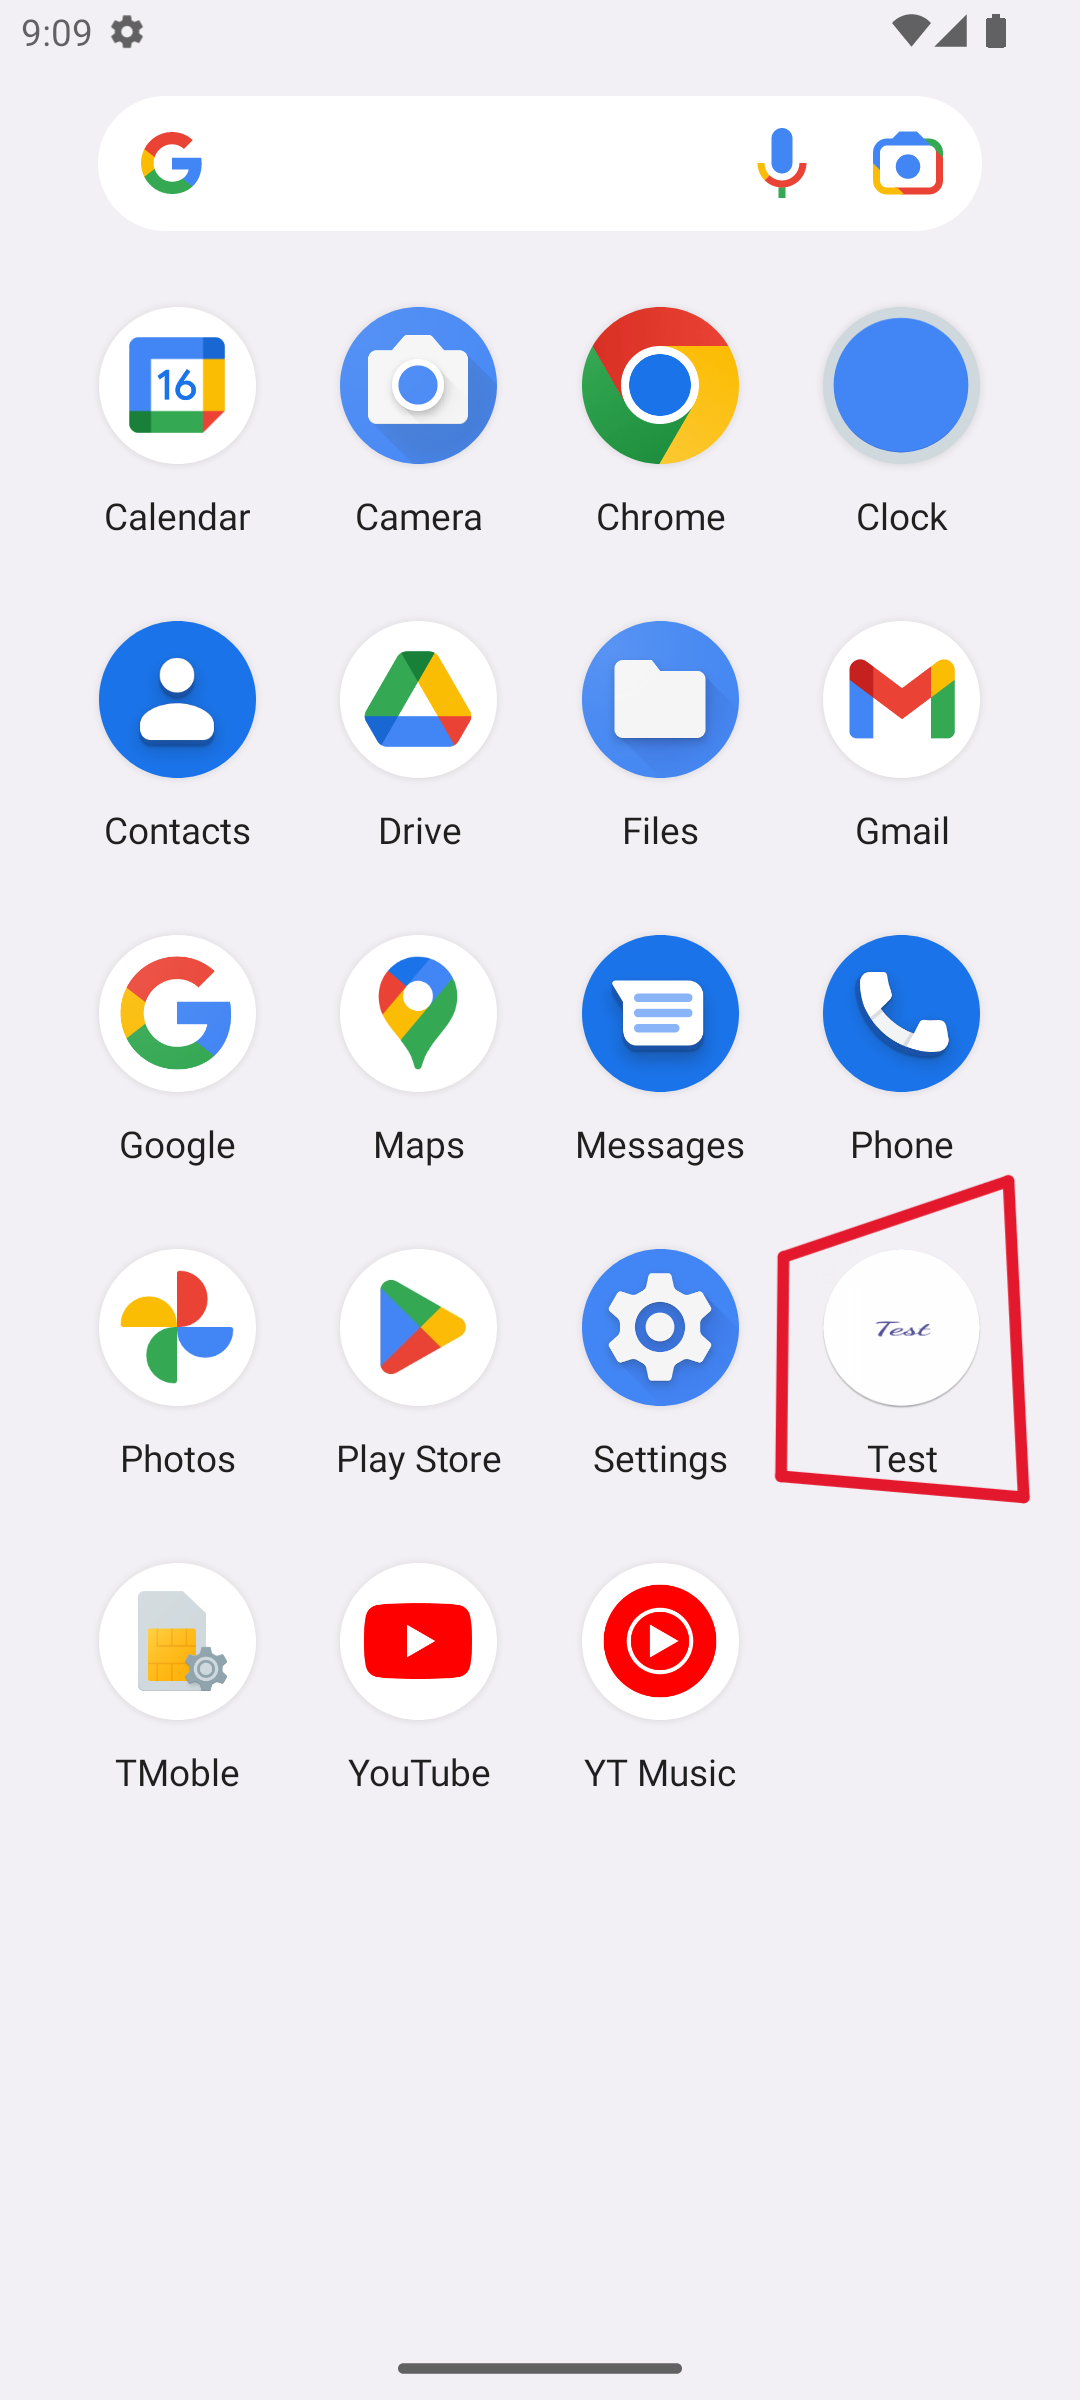 9:09
16
Calendar Camera Chrome Clock
Contacts Drive Files Gmail
Google Maps Messages Phone
Test
Photos Play Store Settings Test
TMoble YouTube YT Music